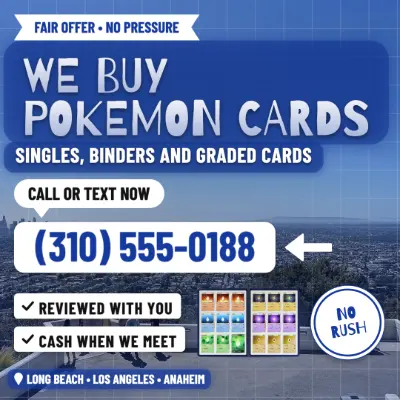 FAIR OFFER • NO PRESSURE
WE BUY
POKEMON CARDS
SINGLES, BINDERS AND GRADED CARDS
CALL OR TEXT NOW
(310) 555-0188
REVIEWED WITH YOU
CASH WHEN WE MEET
NO
RUSH
LONG BEACH • LOS ANGELES • ANAHEIM